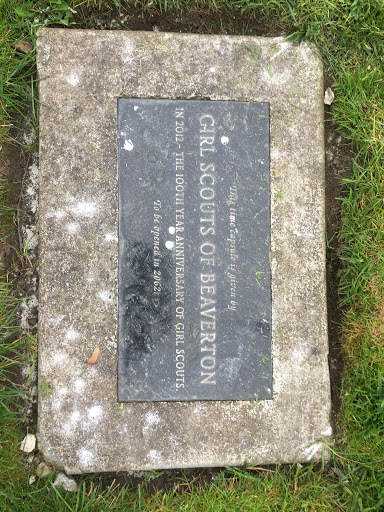 This time capsule is given by
GIRL SCOUTS OF BEAVERTON
IN 2012 - THE 100TH YEAR ANNIVERSARY OF GIRL SCOUTS
To be opened in 2062